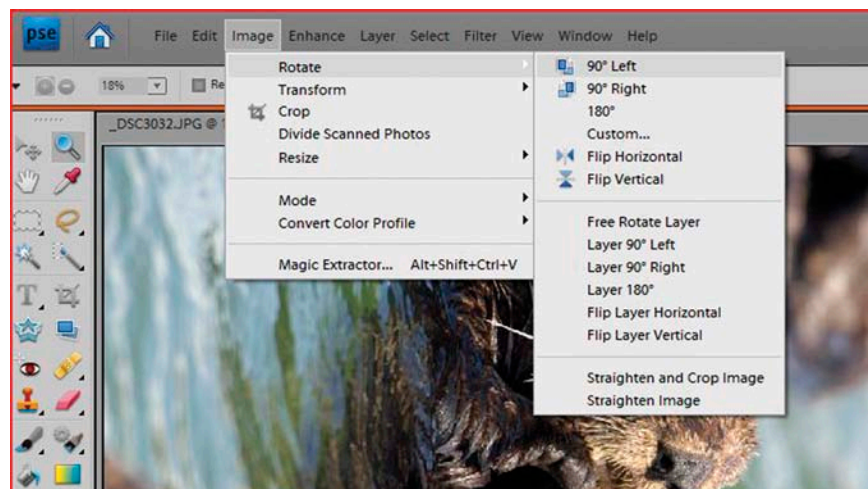 pse File Edit Image Enhance Layer Select Filter View Window Help
18%
Re
_DSC3032.JPG @
Rotate
Transform
Crop
Divide Scanned Photos
Resize
Mode
Convert Color Profile
Magic Extractor... Alt+Shift+Ctrl+V
90° Left
90° Right
180°
Custom...
Flip Horizontal
Flip Vertical
Free Rotate Layer
Layer 90° Left
Layer 90° Right
Layer 180°
Flip Layer Horizontal
Flip Layer Vertical
Straighten and Crop Image
Straighten Image
T